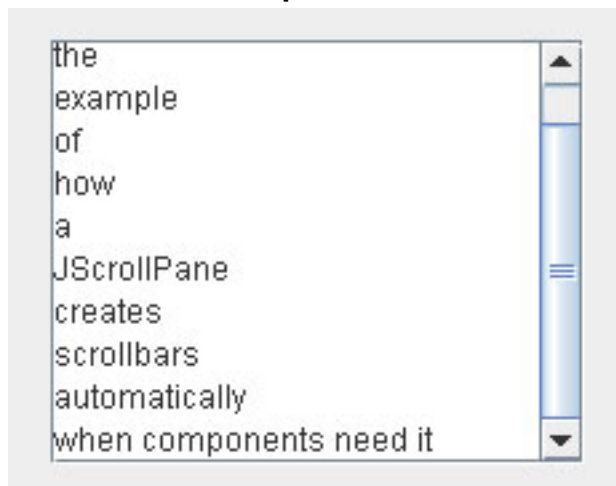 the
example
of
how
a
JScrollPane
creates
scrollbars
automatically
when components need it